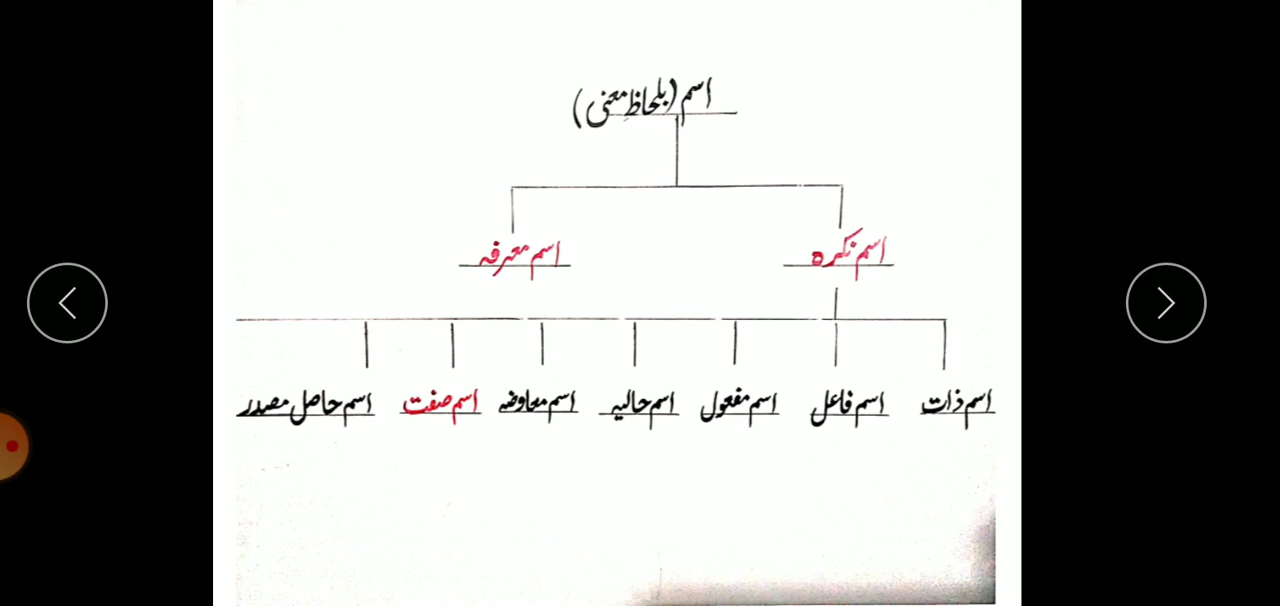 اسم (بلحاظِ معنی)
اسم نکرہ اسم معرفہ
اسم ذات اسم فاعل اسم مفعول اسم حالیہ اسم معاوضہ اسم صفت اسم حاصل مصدر